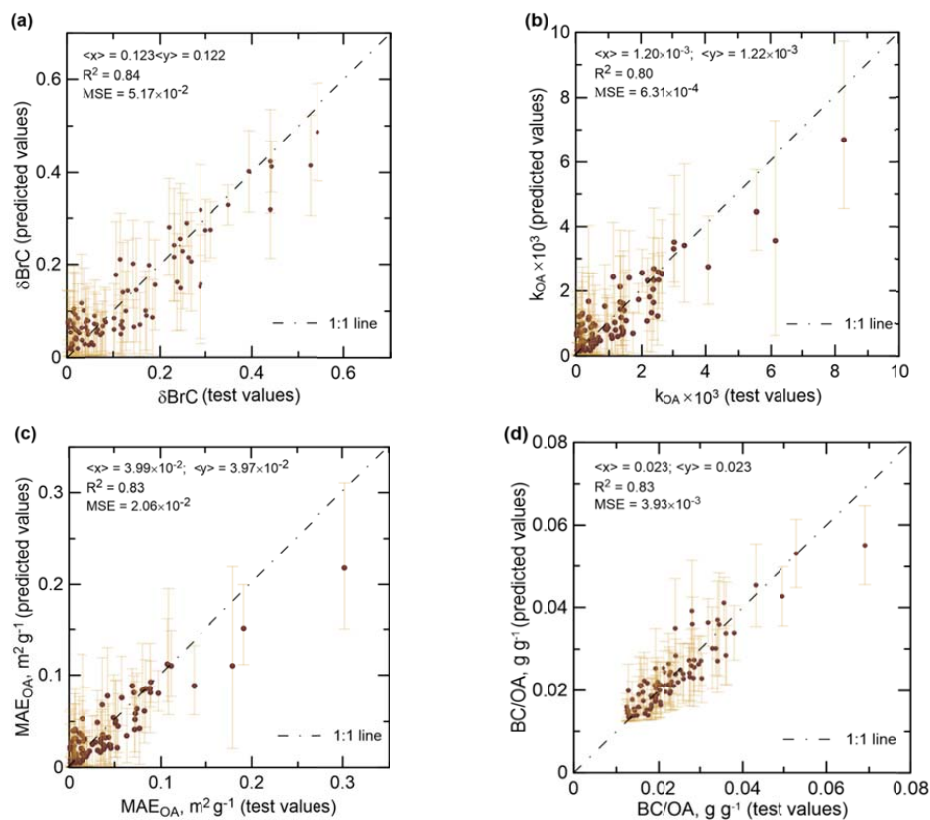 (a)
<x> = 0.123<y> = 0.122
R² = 0.84
MSE = 5.17×10⁻²
0.6
0.4
0.2
0
δBrC (predicted values)
1:1 line
0
0.2
0.4
0.6
δBrC (test values)
(b)
<x> = 1.20×10⁻³; <y> = 1.22×10⁻³
R² = 0.80
MSE = 6.31×10⁻⁴
10
8
6
4
2
0
k_OA ×10³ (predicted values)
1:1 line
0
2
4
6
8
10
k_OA ×10³ (test values)
(c)
<x> = 3.99×10⁻²; <y> = 3.97×10⁻²
R² = 0.83
MSE = 2.06×10⁻²
0.3
0.2
0.1
0
MAE_OA, m² g⁻¹ (predicted values)
1:1 line
0
0.1
0.2
0.3
MAE_OA, m² g⁻¹ (test values)
(d)
<x> = 0.023; <y> = 0.023
R² = 0.83
MSE = 3.93×10⁻³
0.08
0.06
0.04
0.02
0
BC/OA, g g⁻¹ (predicted values)
1:1 line
0
0.02
0.04
0.06
0.08
BC/OA, g g⁻¹ (test values)